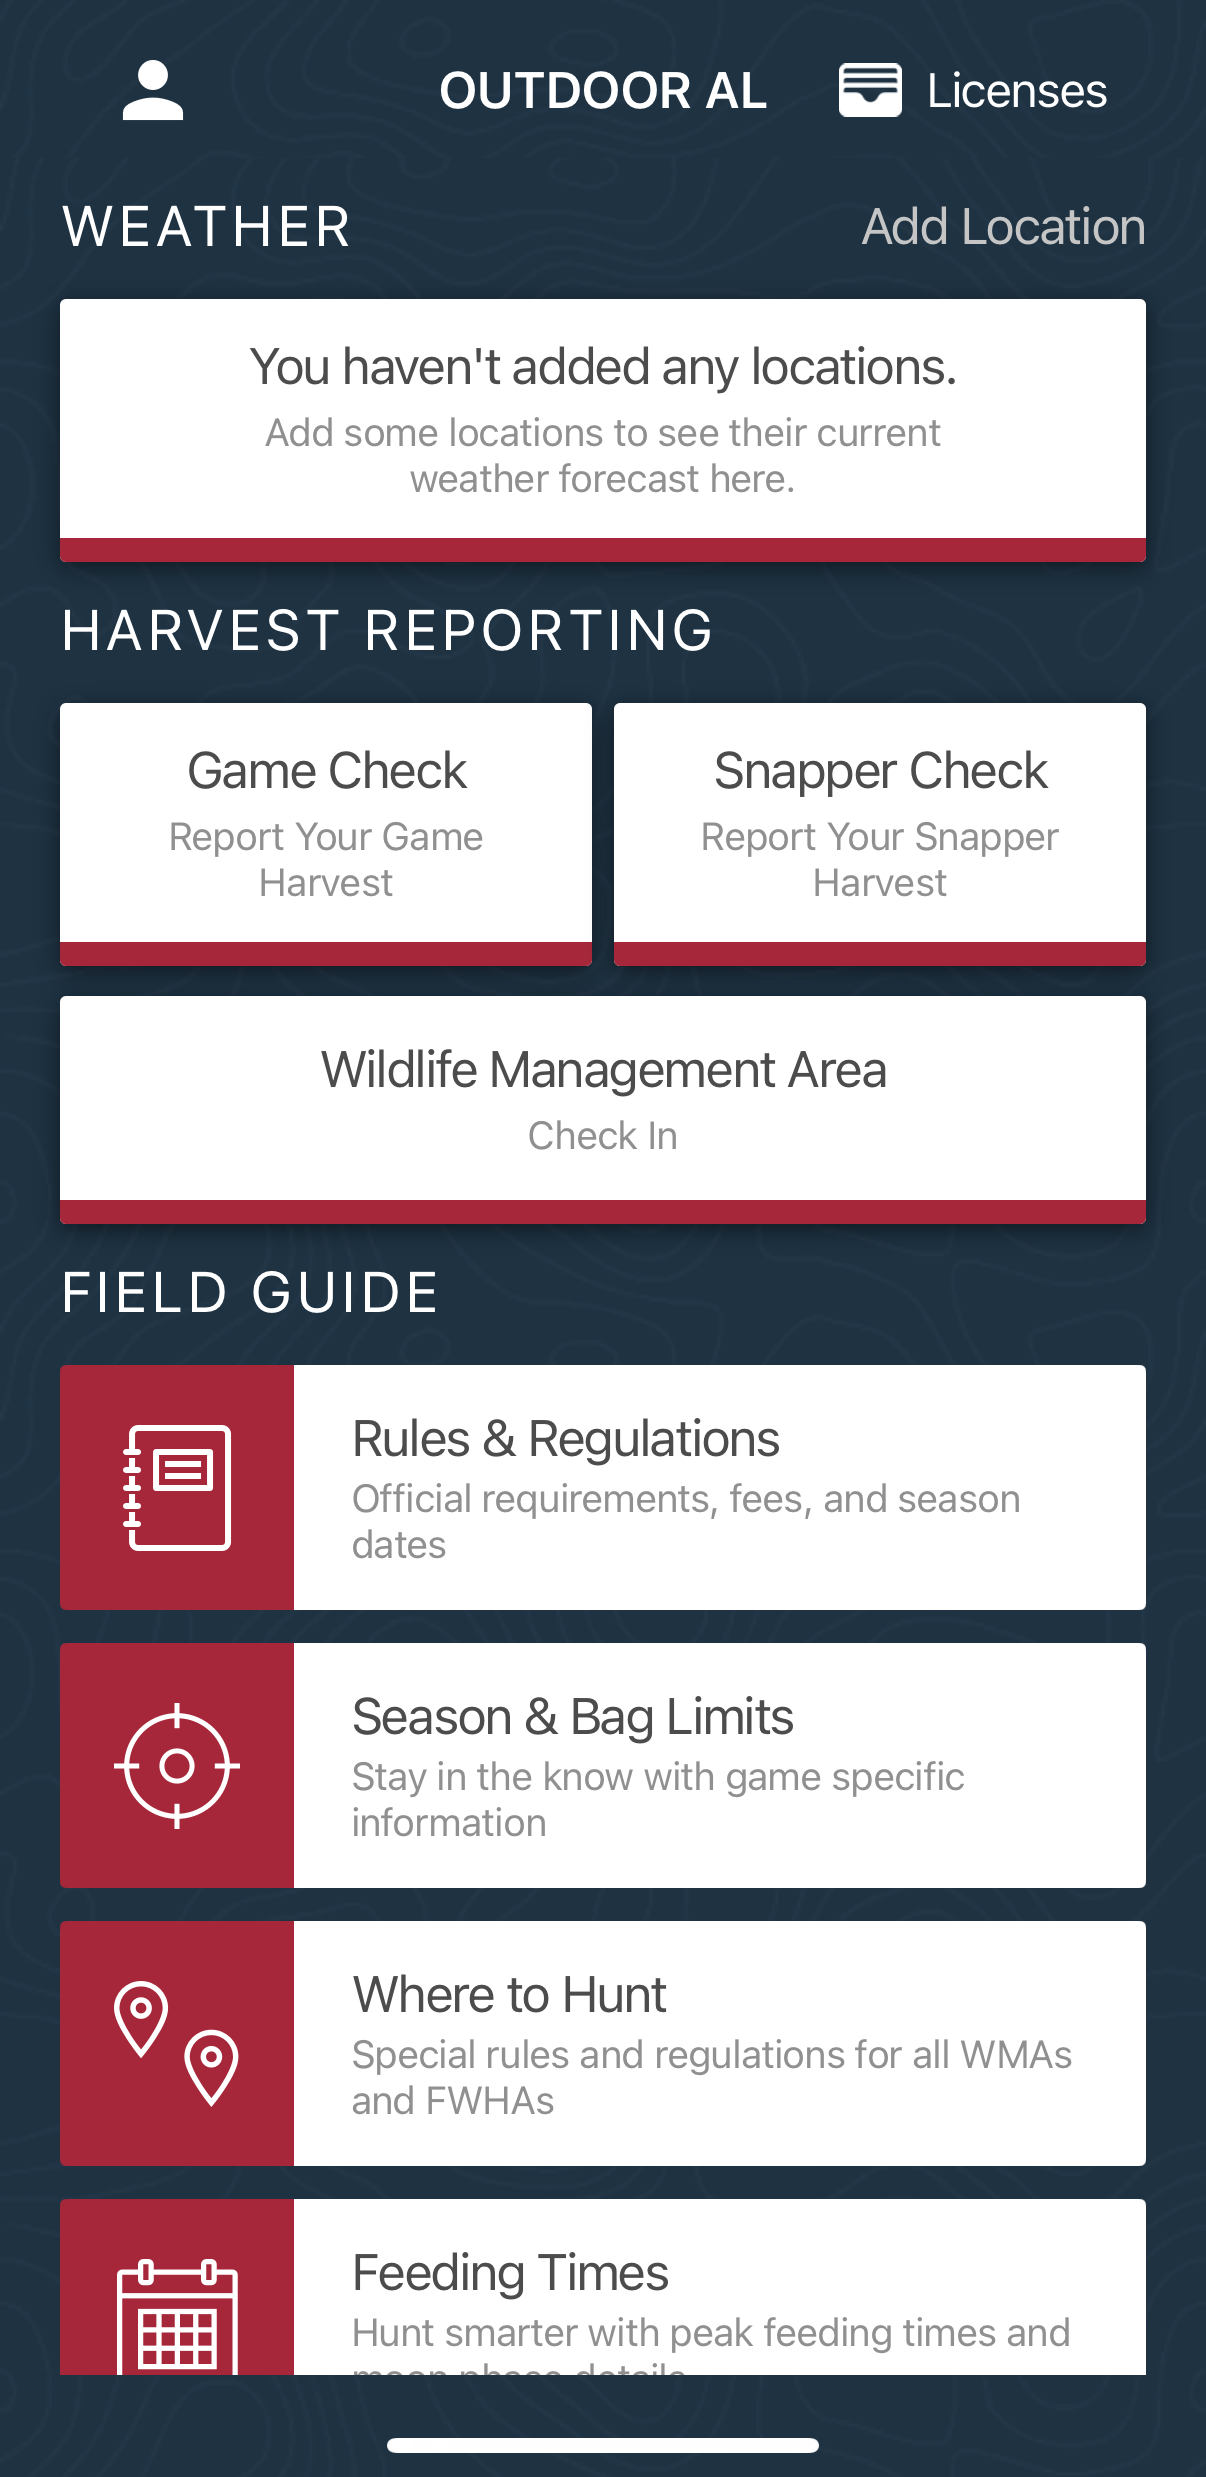 OUTDOOR AL
Licenses
WEATHER
Add Location
You haven't added any locations.
Add some locations to see their current
weather forecast here.
HARVEST REPORTING
Game Check
Report Your Game
Harvest
Snapper Check
Report Your Snapper
Harvest
Wildlife Management Area
Check In
FIELD GUIDE
Rules & Regulations
Official requirements, fees, and season
dates
Season & Bag Limits
Stay in the know with game specific
information
Where to Hunt
Special rules and regulations for all WMAs
and FWHAs
Feeding Times
Hunt smarter with peak feeding times and
moon phase details